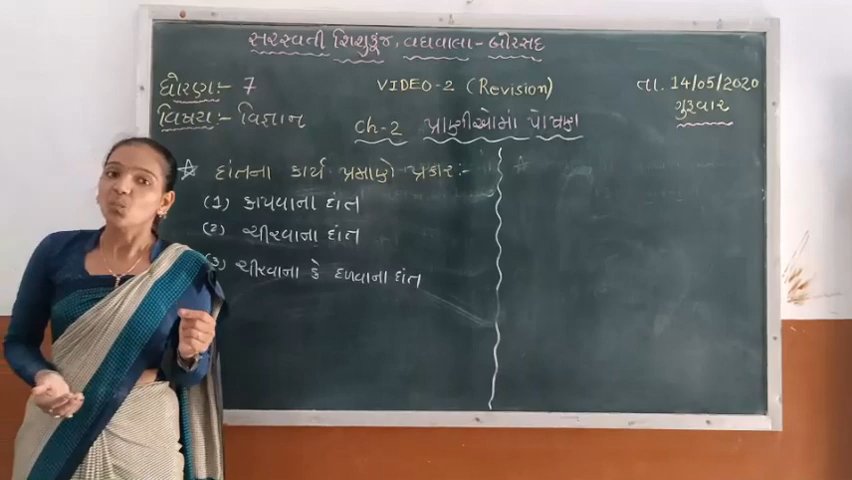 સરસ્વતી શિશુકુંજ, વઘવાલા - બોરસદ
ધોરણ :- 7
VIDEO-2 (Revision)
તા. 14/05/2020
ગુરૂવાર
વિષય :- વિજ્ઞાન
Ch-2 પ્રાણીઓમાં પોષણ
☆ દાંતના કાર્ય પ્રમાણે પ્રકાર :-
(1) કાપવાના દાંત
(2) ચીરવાના દાંત
(3) ચીરવાના કે દળવાના દાંત